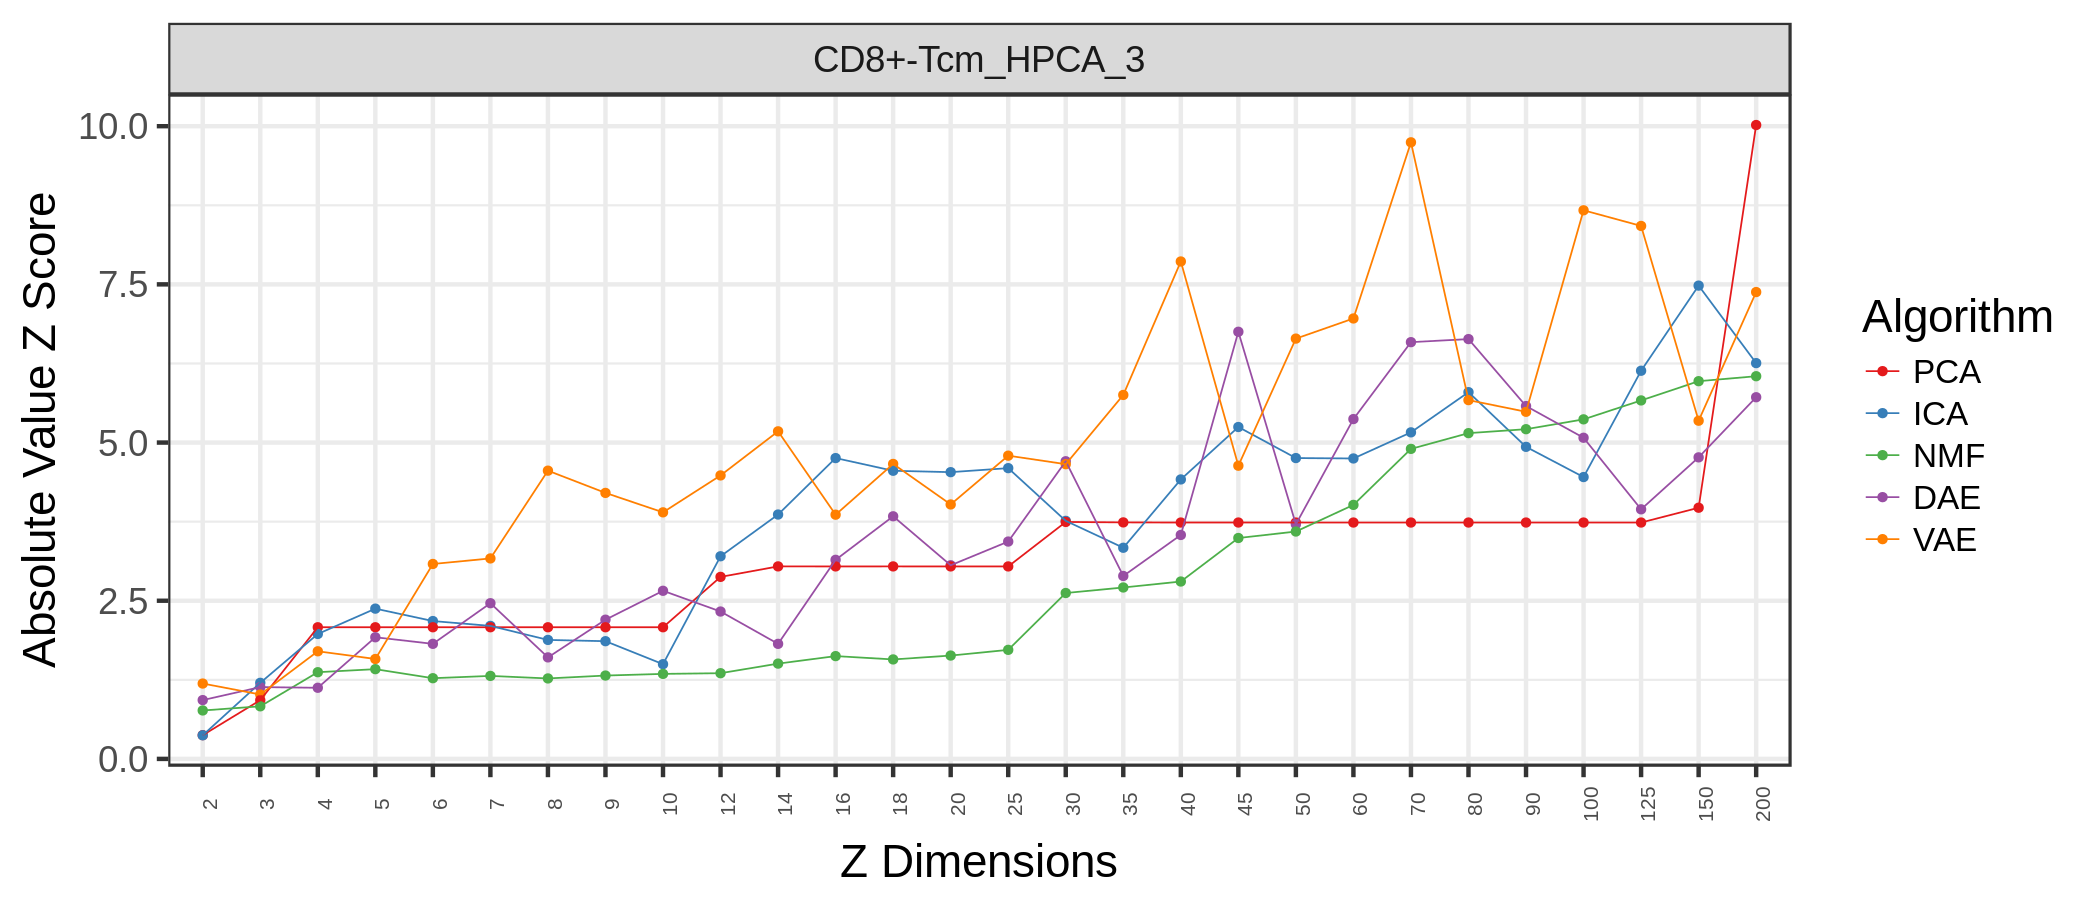 CD8+-Tcm_HPCA_3
Absolute Value Z Score
10.0
7.5
5.0
2.5
0.0
2 3 4 5 6 7 8 9 10 12 14 16 18 20 25 30 35 40 45 50 60 70 80 90 100 125 150 200
Z Dimensions
Algorithm
PCA
ICA
NMF
DAE
VAE